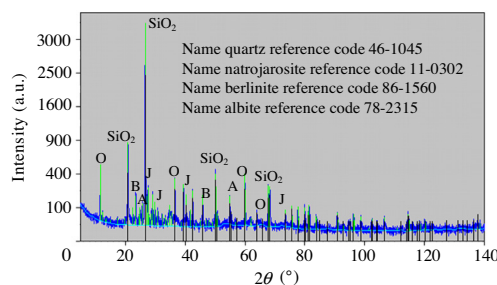 3000
2500
1600
900
400
100
0
Intensity (a.u.)
SiO2
Name quartz reference code 46-1045
Name natrojarosite reference code 11-0302
Name berlinite reference code 86-1560
Name albite reference code 78-2315
SiO2
O
B
A
J
J
O
J
B
SiO2
A
O
O
SiO2
J
20 40 60 80 100 120 140
2θ (°)